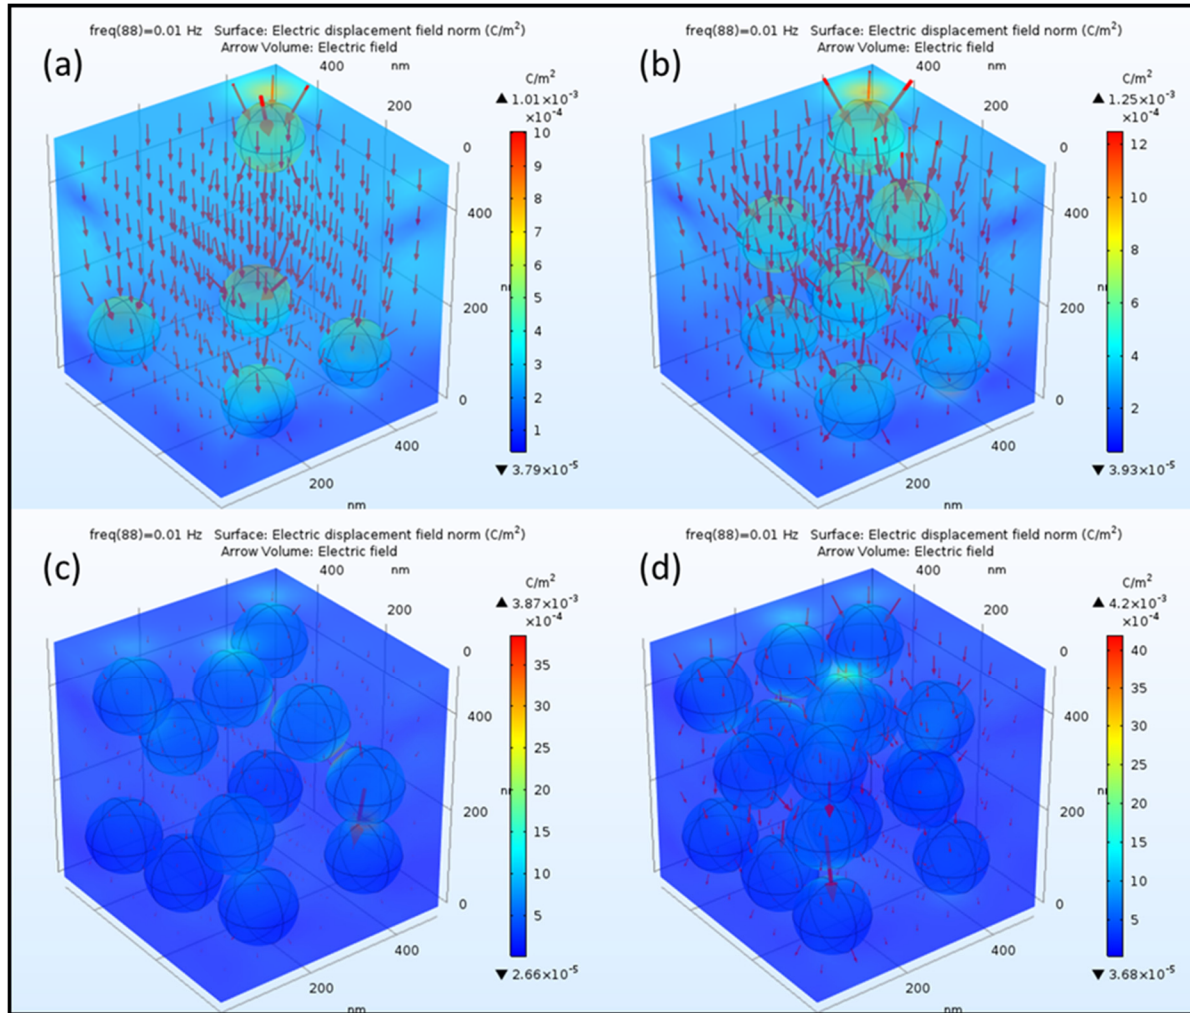 (a)
freq(88)=0.01 Hz Surface: Electric displacement field norm (C/m²)
Arrow Volume: Electric field
400 nm
200
0
400
200
0
400
200
nm
C/m²
▲ 1.01×10⁻³
×10⁻⁴
10
9
8
7
6
5
4
3
2
1
▼ 3.79×10⁻⁵
(b)
freq(88)=0.01 Hz Surface: Electric displacement field norm (C/m²)
Arrow Volume: Electric field
400 nm
200
0
400
200
0
400
200
nm
C/m²
▲ 1.25×10⁻³
×10⁻⁴
12
10
8
6
4
2
▼ 3.93×10⁻⁵
(c)
freq(88)=0.01 Hz Surface: Electric displacement field norm (C/m²)
Arrow Volume: Electric field
400 nm
200
0
400
200
0
400
200
nm
C/m²
▲ 3.87×10⁻³
×10⁻⁴
35
30
25
20
15
10
5
▼ 2.66×10⁻⁵
(d)
freq(88)=0.01 Hz Surface: Electric displacement field norm (C/m²)
Arrow Volume: Electric field
400 nm
200
0
400
200
0
400
200
nm
C/m²
▲ 4.2×10⁻³
×10⁻⁴
40
35
30
25
20
15
10
5
▼ 3.68×10⁻⁵